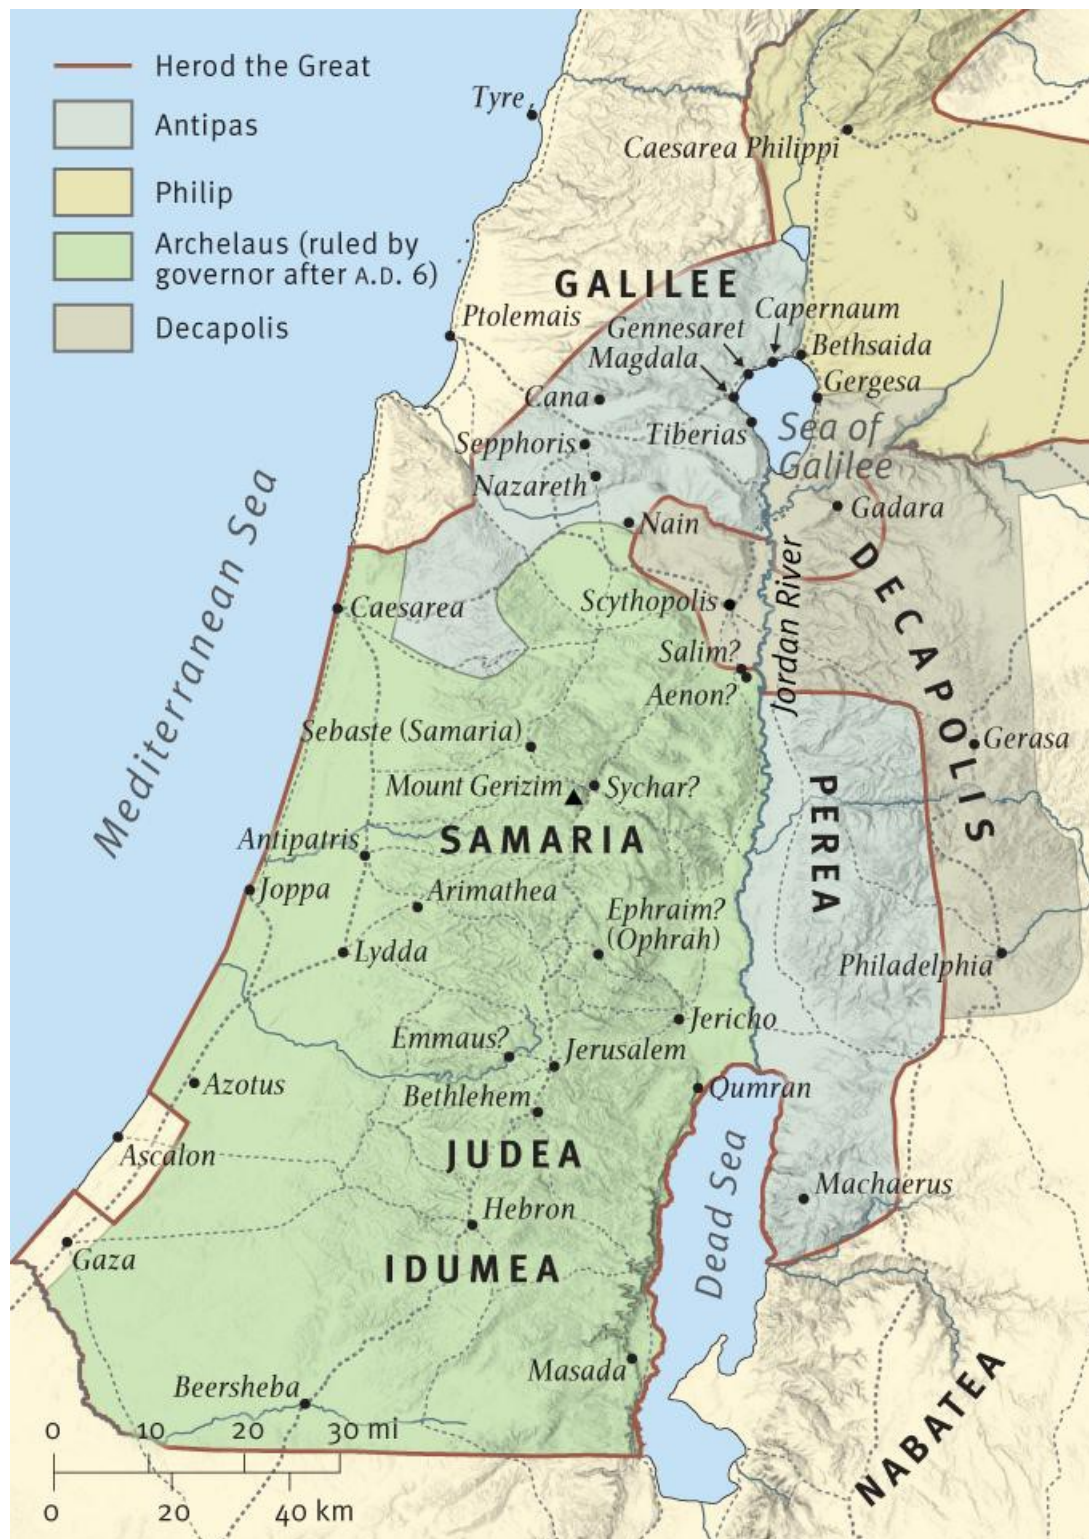 Herod the Great
Antipas
Philip
Archelaus (ruled by
governor after A.D. 6)
Decapolis
Tyre
Caesarea Philippi
GALILEE
Ptolemais
Capernaum
Gennesaret
Magdala
Bethsaida
Gergesa
Cana
Tiberias
Sea of
Galilee
Sepphoris
Nazareth
Gadara
Nain
DECAPOLIS
Mediterranean Sea
Jordan River
Caesarea
Scythopolis
Salim?
Aenon?
Sebaste (Samaria)
Gerasa
Mount Gerizim
Sychar?
PEREA
SAMARIA
Antipatris
Joppa
Arimathea
Ephraim?
(Ophrah)
Lydda
Philadelphia
Jericho
Emmaus?
Jerusalem
Azotus
Bethlehem
Qumran
Ascalon
JUDEA
Dead Sea
Machaerus
Hebron
Gaza
IDUMEA
Masada
Beersheba
NABATEA
0 10 20 30 mi
0 20 40 km